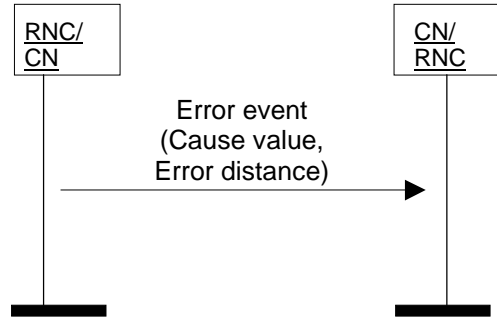 RNC/
CN
CN/
RNC
Error event
(Cause value,
Error distance)